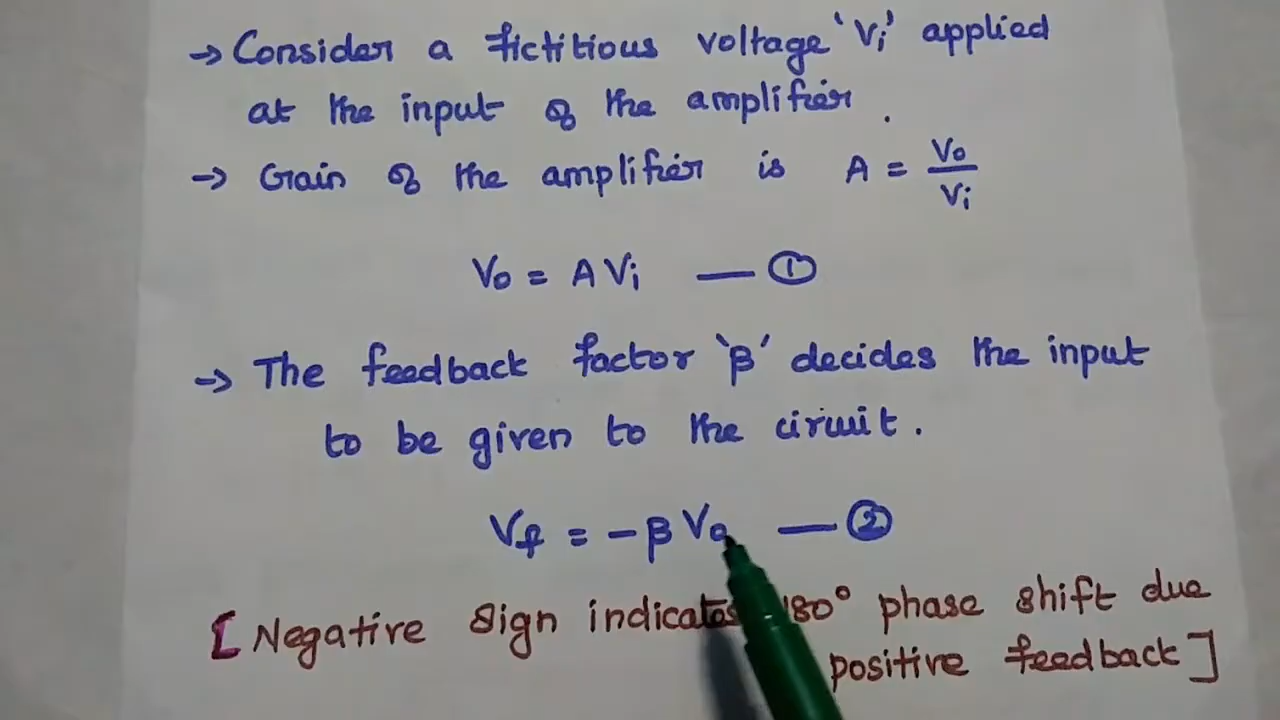 → Consider a fictitious voltage 'Vi' applied
at the input of the amplifier.
→ Gain of the amplifier is A = Vo/Vi
Vo = A Vi — ①
→ The feedback factor 'β' decides the input
to be given to the circuit.
Vf = -β Vo — ②
[Negative sign indicates 180° phase shift due
positive feedback]